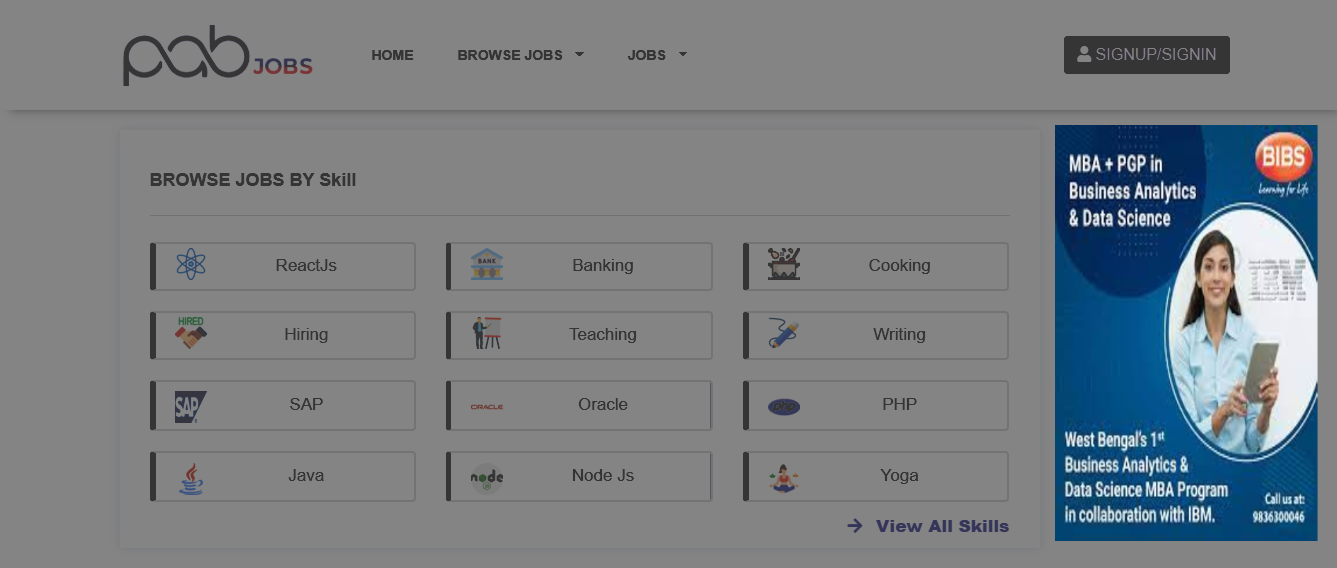 pab JOBS
HOME
BROWSE JOBS
JOBS
SIGNUP/SIGNIN
BROWSE JOBS BY Skill
ReactJs
BANK
Banking
Cooking
HIRED
Hiring
Teaching
Writing
SAP
SAP
ORACLE
Oracle
php
PHP
Java
node
Node Js
Yoga
View All Skills
BIBS
Learning for Life
MBA + PGP in
Business Analytics
& Data Science
IBM
West Bengal's 1st
Business Analytics &
Data Science MBA Program
in collaboration with IBM.
Call us at:
9836300046